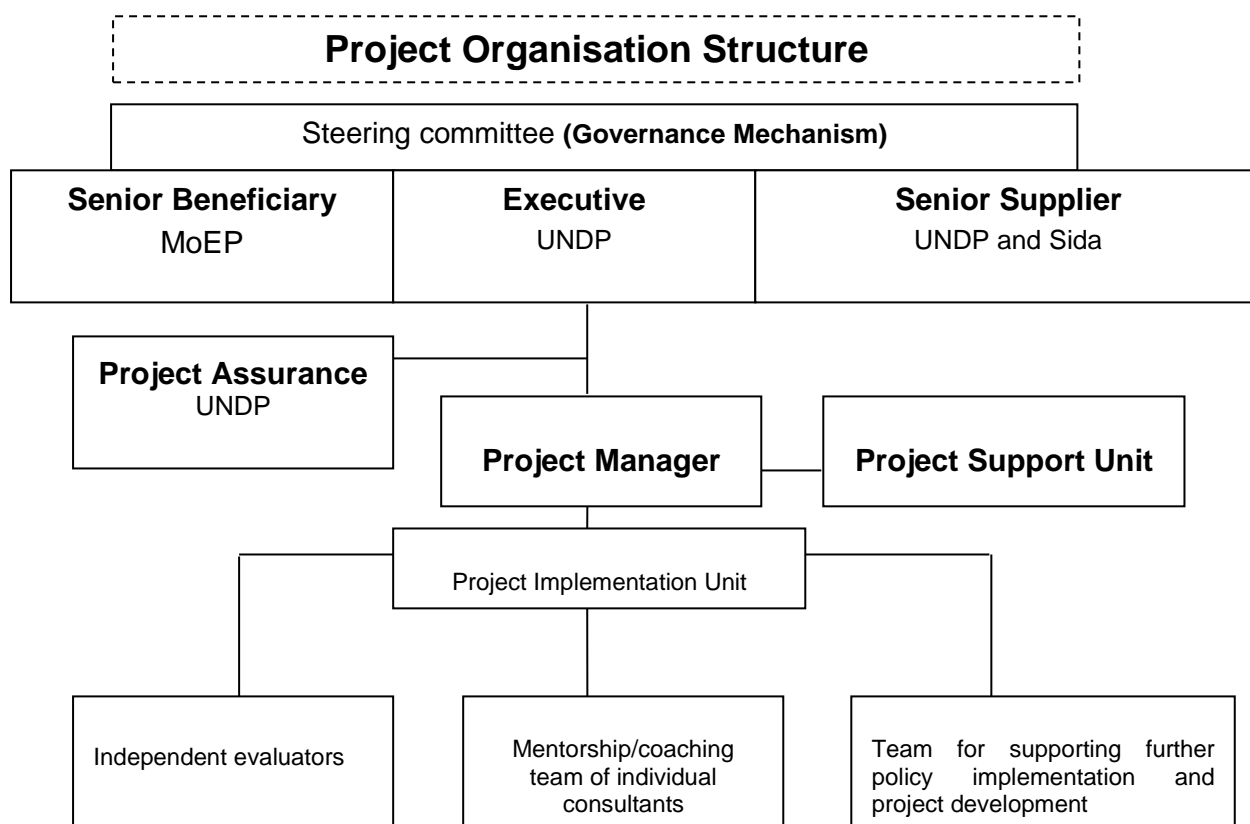 Project Organisation Structure
Steering committee (Governance Mechanism)
Senior Beneficiary
MoEP
Executive
UNDP
Senior Supplier
UNDP and Sida
Project Assurance
UNDP
Project Manager
Project Support Unit
Project Implementation Unit
Independent evaluators
Mentorship/coaching
team of individual
consultants
Team for supporting further
policy implementation and
project development